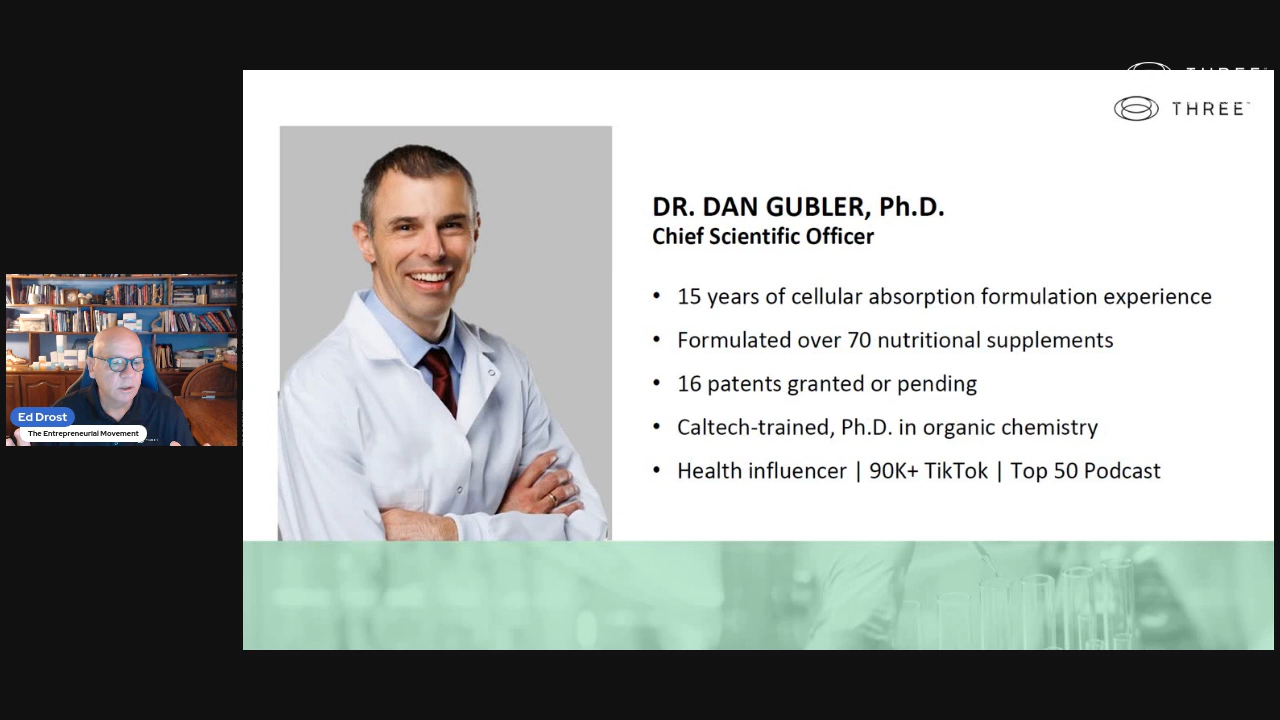 THREE™
THREE™
DR. DAN GUBLER, Ph.D.
Chief Scientific Officer
• 15 years of cellular absorption formulation experience
• Formulated over 70 nutritional supplements
• 16 patents granted or pending
• Caltech-trained, Ph.D. in organic chemistry
• Health influencer | 90K+ TikTok | Top 50 Podcast
Ed Drost
The Entrepreneurial Movement